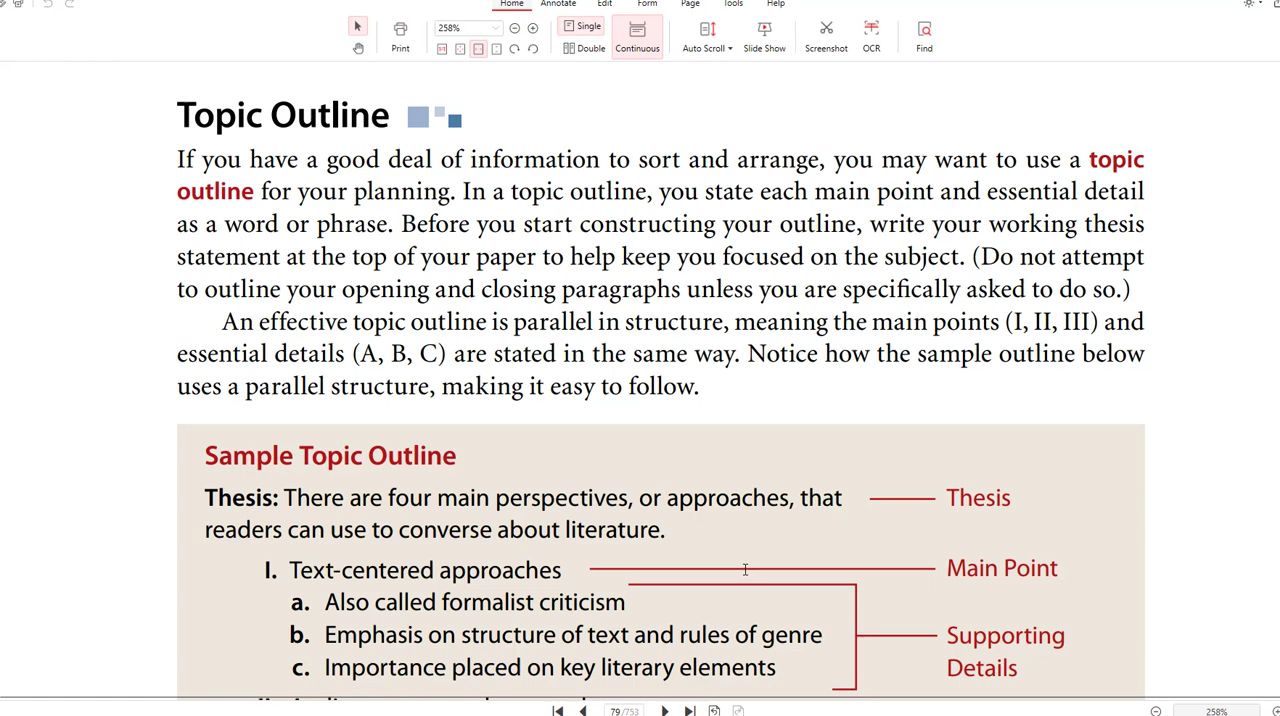 Home Annotate Edit Form Page Tools Help
258% Single
Print Double Continuous Auto Scroll Slide Show Screenshot OCR Find
Topic Outline
If you have a good deal of information to sort and arrange, you may want to use a topic
outline for your planning. In a topic outline, you state each main point and essential detail
as a word or phrase. Before you start constructing your outline, write your working thesis
statement at the top of your paper to help keep you focused on the subject. (Do not attempt
to outline your opening and closing paragraphs unless you are specifically asked to do so.)
An effective topic outline is parallel in structure, meaning the main points (I, II, III) and
essential details (A, B, C) are stated in the same way. Notice how the sample outline below
uses a parallel structure, making it easy to follow.
Sample Topic Outline
Thesis: There are four main perspectives, or approaches, that Thesis
readers can use to converse about literature.
I. Text-centered approaches Main Point
a. Also called formalist criticism
b. Emphasis on structure of text and rules of genre Supporting
c. Importance placed on key literary elements Details
79 /753 258%